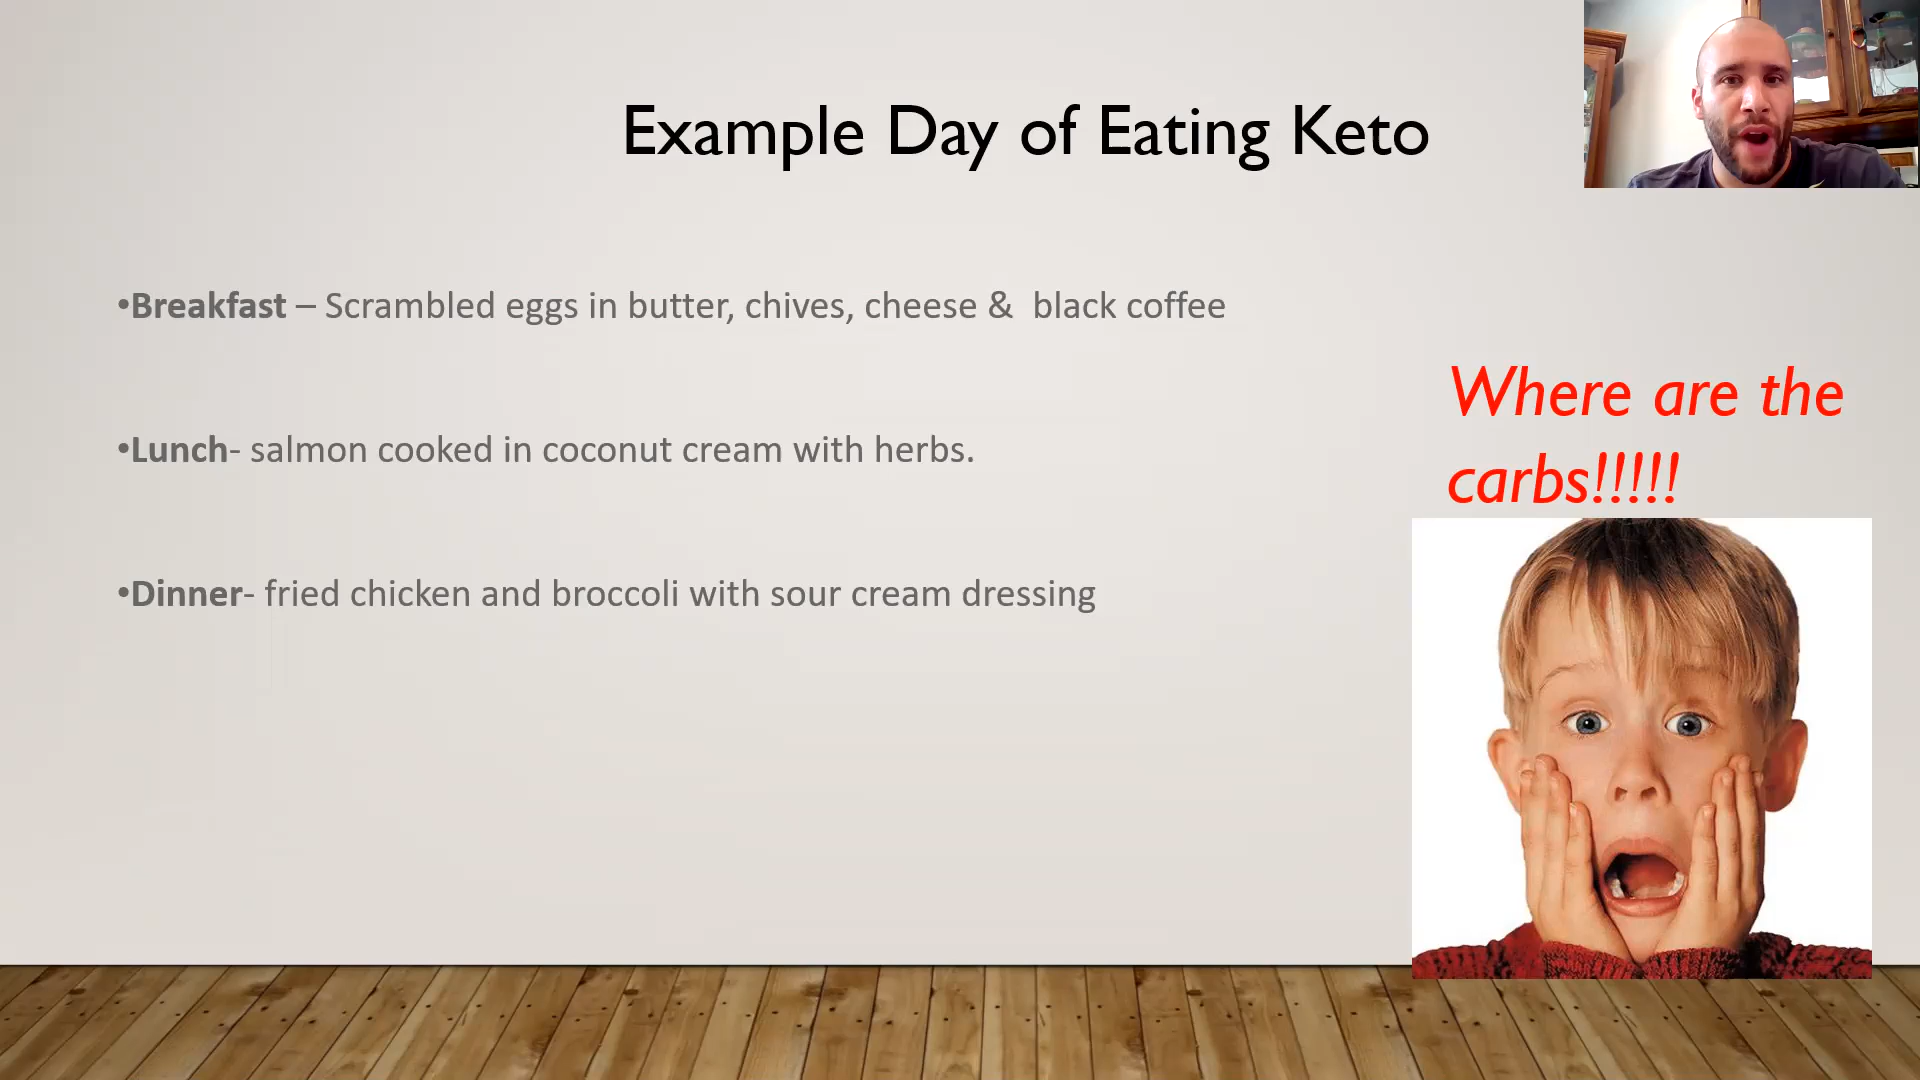 Example Day of Eating Keto
•Breakfast – Scrambled eggs in butter, chives, cheese &  black coffee
•Lunch- salmon cooked in coconut cream with herbs.
•Dinner- fried chicken and broccoli with sour cream dressing
Where are the
carbs!!!!!